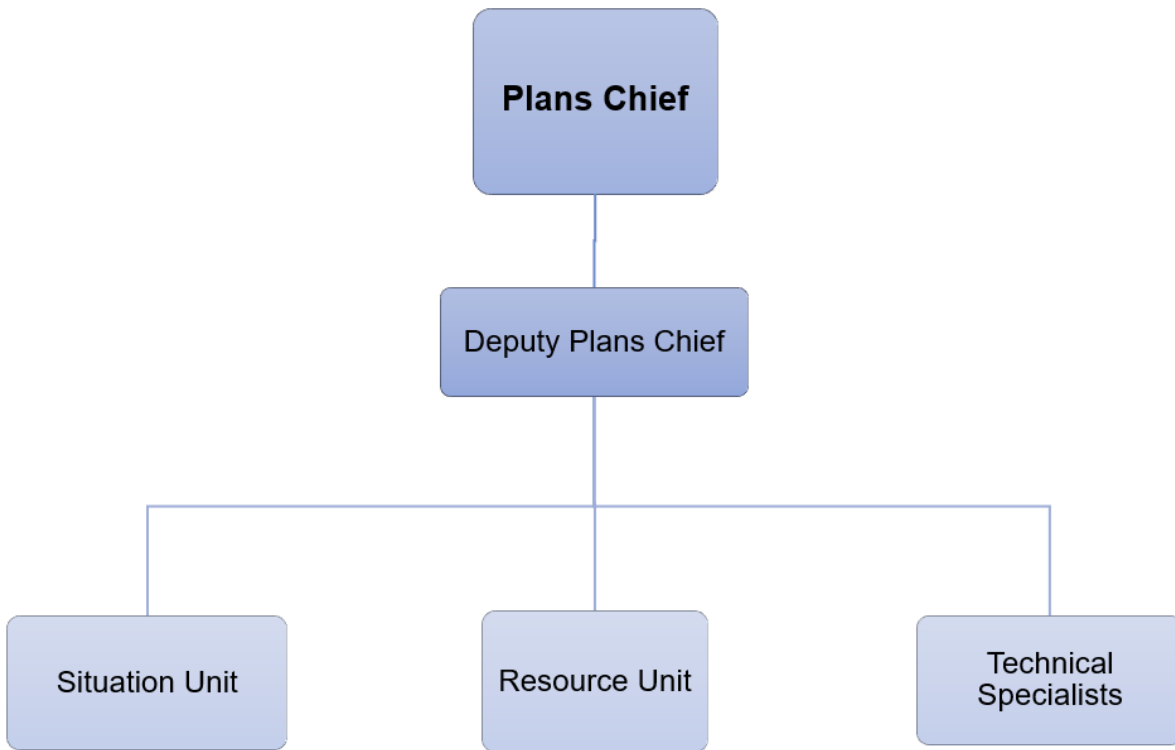 Plans Chief
Deputy Plans Chief
Situation Unit
Resource Unit
Technical
Specialists